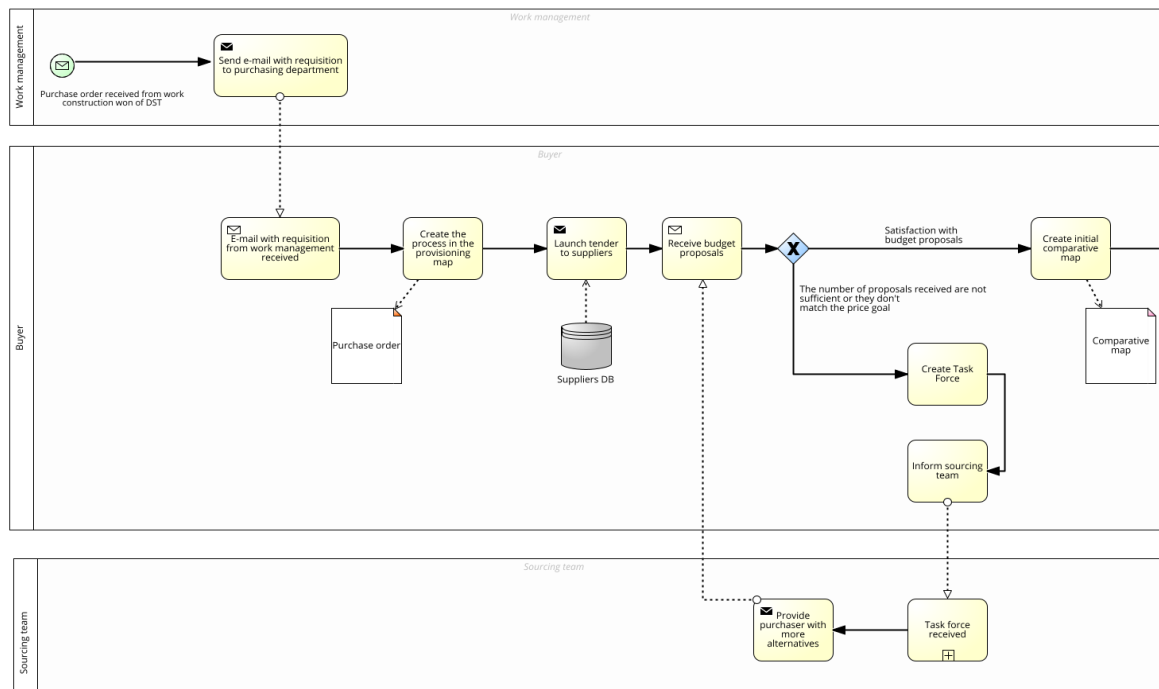 Work management
Work management
Send e-mail with requisition
to purchasing department
Purchase order received from work
construction won of DST
Buyer
Buyer
E-mail with requisition
from work management
received
Create the
process in the
provisioning
map
Launch tender
to suppliers
Receive budget
proposals
X
Satisfaction with
budget proposals
Create initial
comparative
map
The number of proposals received are not
sufficient or they don't
match the price goal
Purchase order
Suppliers DB
Comparative
map
Create Task
Force
Inform sourcing
team
Sourcing team
Sourcing team
Provide
purchaser with
more
alternatives
Task force
received